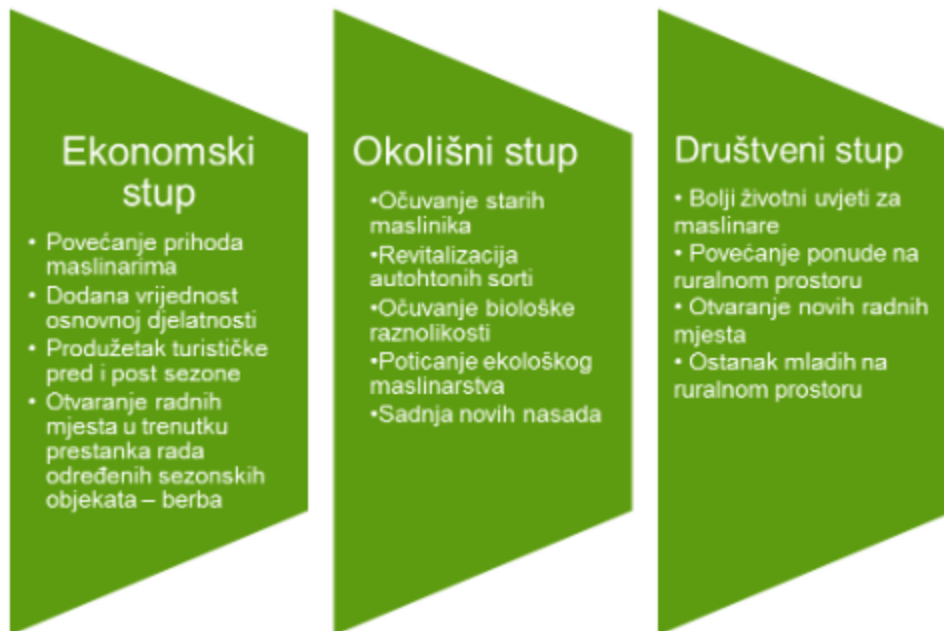 Ekonomski
stup
• Povećanje prihoda
maslinarima
• Dodana vrijednost
osnovnoj djelatnosti
• Produžetak turističke
pred i post sezone
• Otvaranje radnih
mjesta u trenutku
prestanka rada
određenih sezonskih
objekata – berba
Okolišni stup
•Očuvanje starih
maslinika
•Revitalizacija
autohtonih sorti
•Očuvanje biološke
raznolikosti
•Poticanje ekološkog
maslinarstva
•Sadnja novih nasada
Društveni stup
• Bolji životni uvjeti za
maslinare
• Povećanje ponude na
ruralnom prostoru
• Otvaranje novih radnih
mjesta
• Ostanak mladih na
ruralnom prostoru